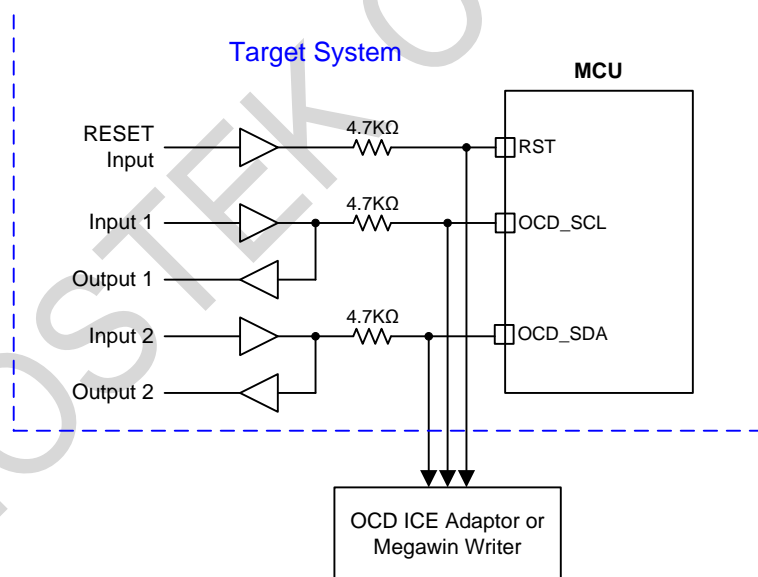 Target System
MCU
RESET
Input
4.7KΩ
RST
Input 1
4.7KΩ
OCD_SCL
Output 1
Input 2
4.7KΩ
OCD_SDA
Output 2
OCD ICE Adaptor or
Megawin Writer